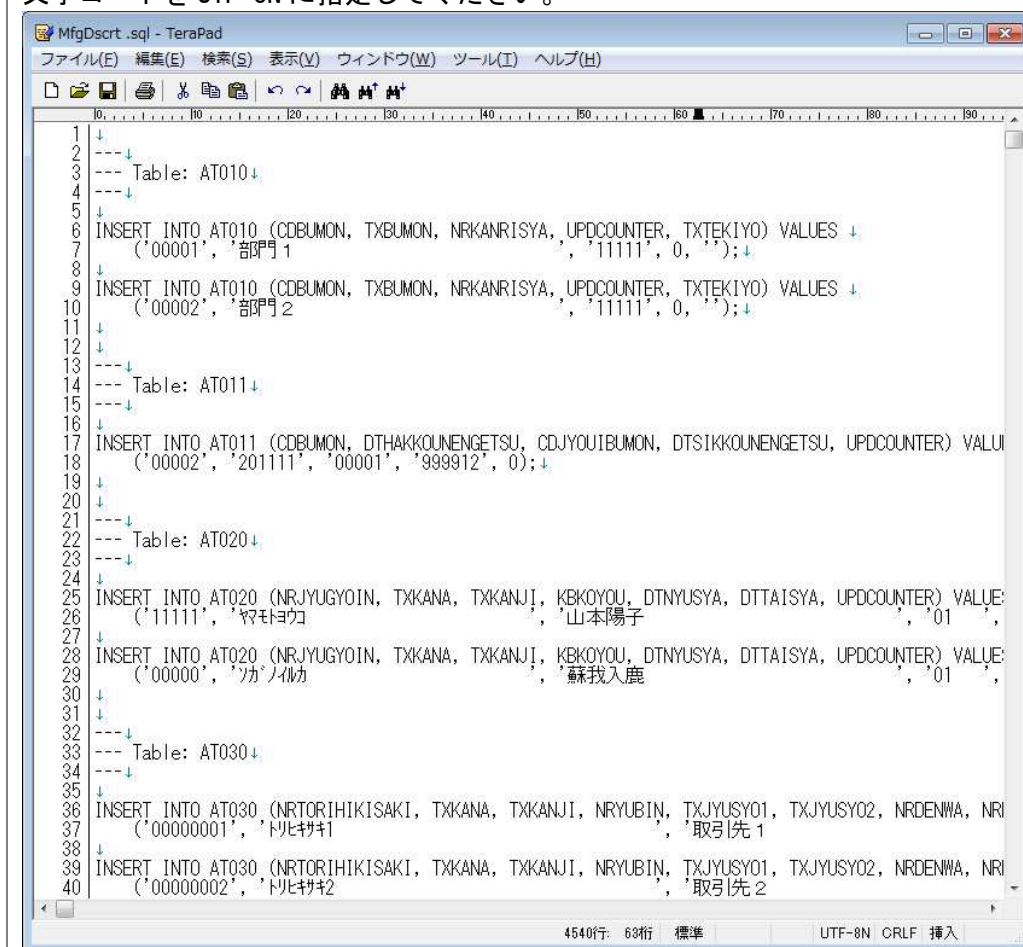 文字コードを UTF-8N に指定してください。
MfgDscrt .sql - TeraPad
ファイル(F) 編集(E) 検索(S) 表示(V) ウィンドウ(W) ツール(T) ヘルプ(H)
|0 |10 |20 |30 |40 |50 |60 |70 |80 |90
1 ↓
2 ---↓
3 --- Table: AT010↓
4 ---↓
5 ↓
6 INSERT INTO AT010 (CDBUMON, TXBUMON, NRKANRISYA, UPDCOUNTER, TXTEKIYO) VALUES ↓
7 ('00001', '部門1 ', '11111', 0, '');↓
8 ↓
9 INSERT INTO AT010 (CDBUMON, TXBUMON, NRKANRISYA, UPDCOUNTER, TXTEKIYO) VALUES ↓
10 ('00002', '部門2 ', '11111', 0, '');↓
11 ↓
12 ↓
13 ---↓
14 --- Table: AT011↓
15 ---↓
16 ↓
17 INSERT INTO AT011 (CDBUMON, DTHAKKOUNENGETSU, CDJYOUIBUMON, DTSIKKOUNENGETSU, UPDCOUNTER) VALU
18 ('00002', '201111', '00001', '999912', 0);↓
19 ↓
20 ↓
21 ---↓
22 --- Table: AT020↓
23 ---↓
24 ↓
25 INSERT INTO AT020 (NRJYUGYOIN, TXKANA, TXKANJI, KBKOYOU, DTNYUSYA, DTTAISYA, UPDCOUNTER) VALUE
26 ('11111', 'ﾔﾏﾓﾄﾖｳｺ ', '山本陽子 ', '01 ',
27 ↓
28 INSERT INTO AT020 (NRJYUGYOIN, TXKANA, TXKANJI, KBKOYOU, DTNYUSYA, DTTAISYA, UPDCOUNTER) VALUE
29 ('00000', 'ｿｶﾞﾉｲﾙｶ ', '蘇我入鹿 ', '01 ',
30 ↓
31 ↓
32 ---↓
33 --- Table: AT030↓
34 ---↓
35 ↓
36 INSERT INTO AT030 (NRTORIHIKISAKI, TXKANA, TXKANJI, NRYUBIN, TXJYUSYO1, TXJYUSYO2, NRDENWA, NR
37 ('00000001', 'ﾄﾘﾋｷｻｷ1 ', '取引先1
38 ↓
39 INSERT INTO AT030 (NRTORIHIKISAKI, TXKANA, TXKANJI, NRYUBIN, TXJYUSYO1, TXJYUSYO2, NRDENWA, NR
40 ('00000002', 'ﾄﾘﾋｷｻｷ2 ', '取引先2
4540行: 63桁 標準 UTF-8N CRLF 挿入